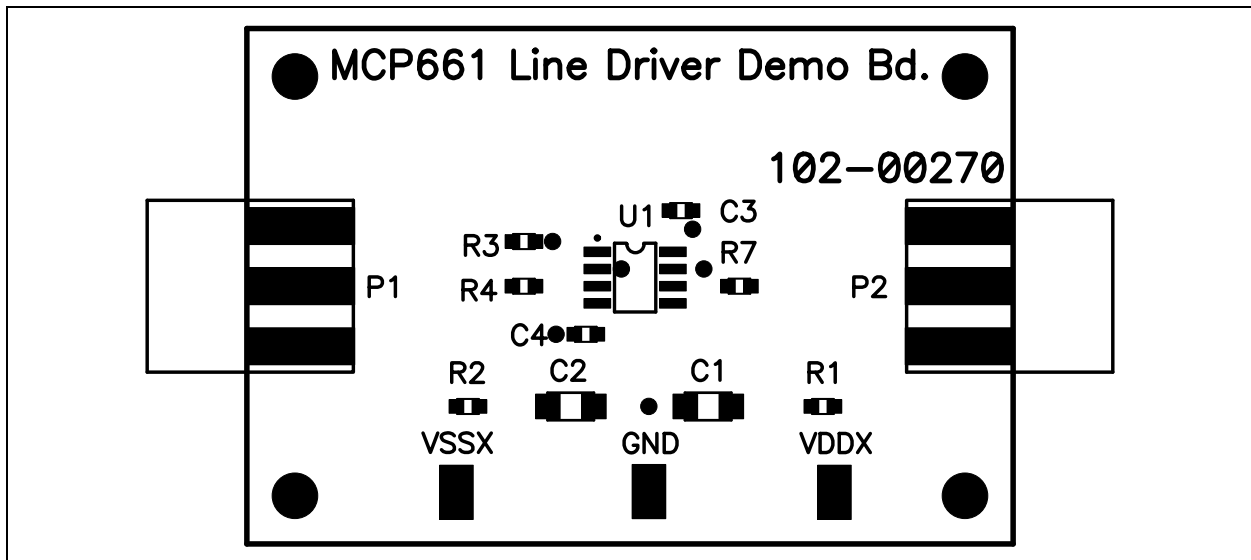 MCP661 Line Driver Demo Bd.
102-00270
U1 C3
R3 R7
R4
P1 P2
C4
R2 C2 C1 R1
VSSX GND VDDX